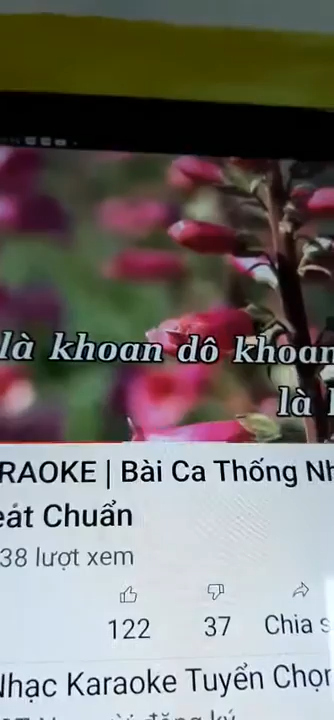 là khoan dô khoan
là
RAOKE | Bài Ca Thống Nh
eat Chuẩn
38 lượt xem
122 37 Chia s
Nhạc Karaoke Tuyển Chọn